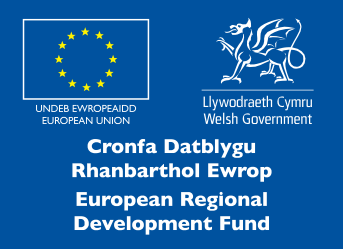 UNDEB EWROPEAIDD
EUROPEAN UNION
Llywodraeth Cymru
Welsh Government
Cronfa Datblygu
Rhanbarthol Ewrop
European Regional
Development Fund